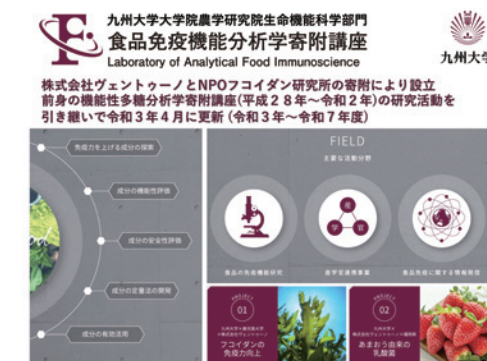 九州大学大学院農学研究院生命機能科学部門
食品免疫機能分析学寄附講座
Laboratory of Analytical Food Immunoscience
九州大学
株式会社ヴェントゥーノとNPOフコイダン研究所の寄附により設立
前身の機能性多糖分析学寄附講座(平成２８年～令和２年)の研究活動を
引き継いで令和３年４月に更新 (令和３年～令和７年度)
免疫力を上げる成分の探索
成分の機能性評価
成分の安全性評価
成分の定量法の開発
成分の有効活用
FIELD
主要な活動分野
産
学
官
食品の免疫機能研究
産学官連携事業
食品免疫に関する情報発信
PROJECT
01
フコイダンの
免疫力向上
PROJECT
02
あまおう由来の
乳酸菌